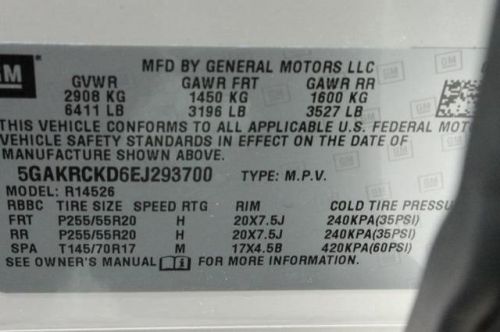 GM
MFD BY GENERAL MOTORS LLC
GVWR GAWR FRT GAWR RR
2908 KG 1450 KG 1600 KG
6411 LB 3196 LB 3527 LB
THIS VEHICLE CONFORMS TO ALL APPLICABLE U.S. FEDERAL MOTO
VEHICLE SAFETY STANDARDS IN EFFECT ON THE DATE OF
MANUFACTURE SHOWN ABOVE.
5GAKRCKD6EJ293700 TYPE: M.P.V.
MODEL: R14526
RBBC TIRE SIZE SPEED RTG RIM COLD TIRE PRESSU
FRT P255/55R20 H 20X7.5J 240KPA(35PSI)
RR P255/55R20 H 20X7.5J 240KPA(35PSI)
SPA T145/70R17 M 17X4.5B 420KPA(60PSI)
SEE OWNER'S MANUAL FOR MORE INFORMATION.